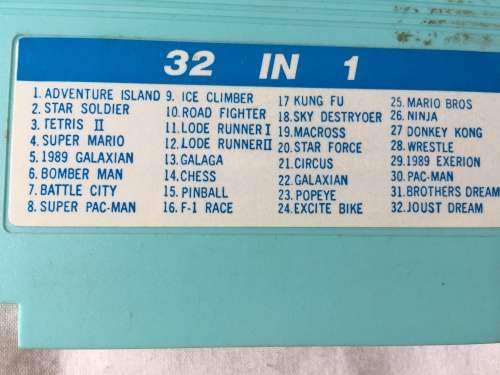 32 IN 1
1. ADVENTURE ISLAND
2. STAR SOLDIER
3. TETRIS II
4. SUPER MARIO
5. 1989 GALAXIAN
6. BOMBER MAN
7. BATTLE CITY
8. SUPER PAC-MAN
9. ICE CLIMBER
10. ROAD FIGHTER
11. LODE RUNNER I
12. LODE RUNNER II
13. GALAGA
14. CHESS
15. PINBALL
16. F-1 RACE
17 KUNG FU
18. SKY DESTRYOER
19. MACROSS
20. STAR FORCE
21. CIRCUS
22. GALAXIAN
23. POPEYE
24. EXCITE BIKE
25. MARIO BROS
26. NINJA
27. DONKEY KONG
28. WRESTLE
29. 1989 EXERION
30. PAC-MAN
31. BROTHERS DREAM
32. JOUST DREAM